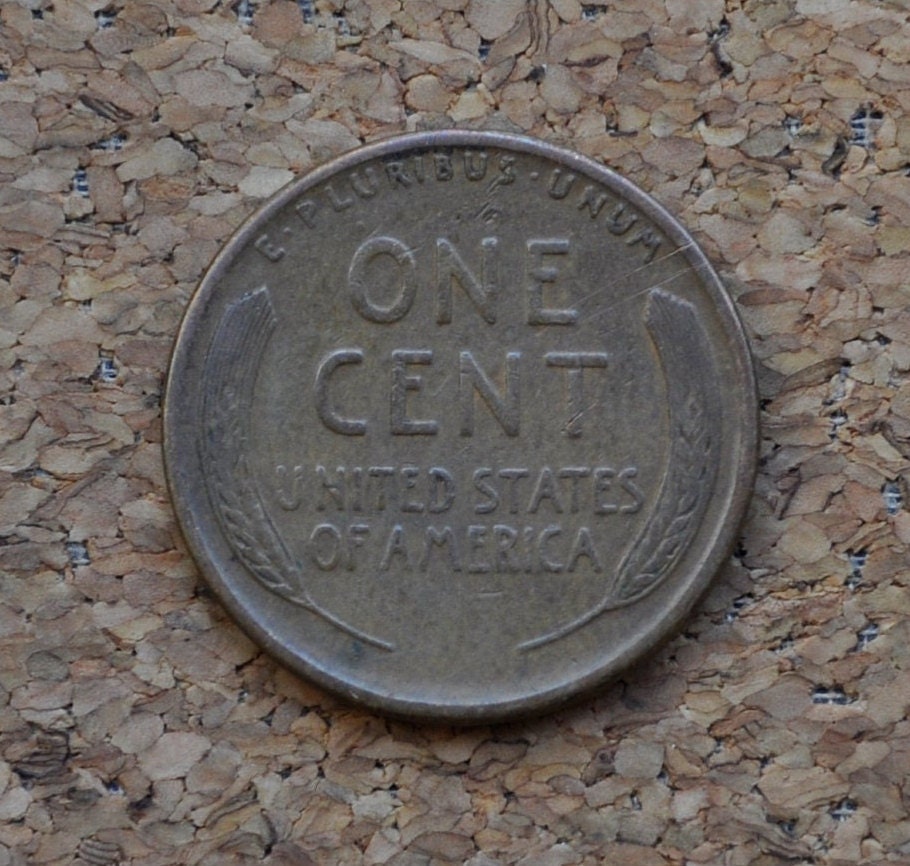 E · PLURIBUS · UNUM
ONE
CENT
UNITED STATES
OF AMERICA